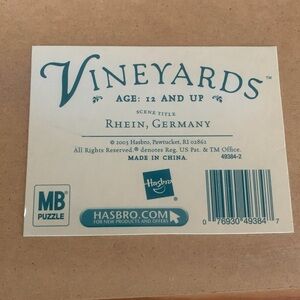 VINEYARDS™
AGE: 12 AND UP
SCENE TITLE
RHEIN, GERMANY
© 2003 Hasbro, Pawtucket, RI 02862
All Rights Reserved. ® denotes Reg. US Pat. & TM Office.
MADE IN CHINA.
49384-2
MB
PUZZLE
Hasbro
HASBRO.COM
FOR NEW PRODUCTS AND OFFERS
0 76930 49384 7